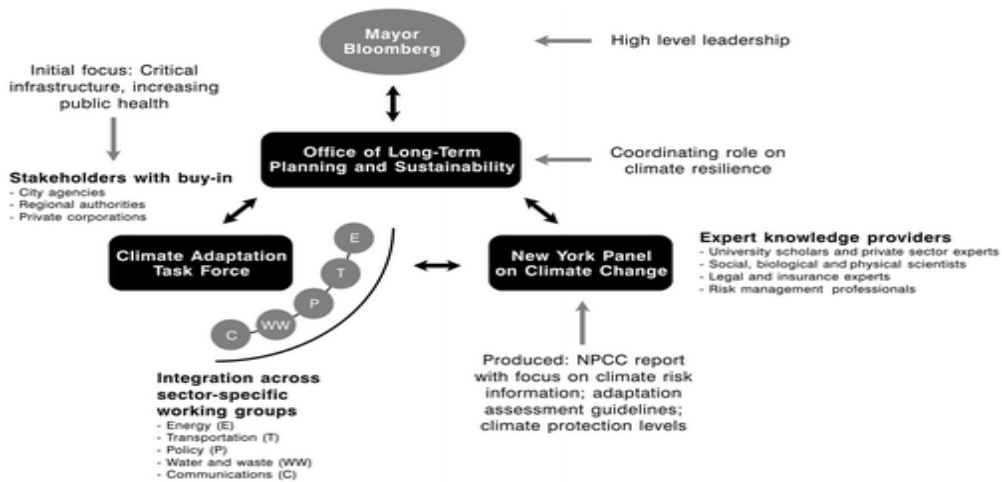 Mayor
Bloomberg
High level leadership
Initial focus: Critical
infrastructure, increasing
public health
Office of Long-Term
Planning and Sustainability
Coordinating role on
climate resilience
Stakeholders with buy-in
- City agencies
- Regional authorities
- Private corporations
Climate Adaptation
Task Force
E
T
P
WW
C
New York Panel
on Climate Change
Expert knowledge providers
- University scholars and private sector experts
- Social, biological and physical scientists
- Legal and insurance experts
- Risk management professionals
Integration across
sector-specific
working groups
- Energy (E)
- Transportation (T)
- Policy (P)
- Water and waste (WW)
- Communications (C)
Produced: NPCC report
with focus on climate risk
information; adaptation
assessment guidelines;
climate protection levels